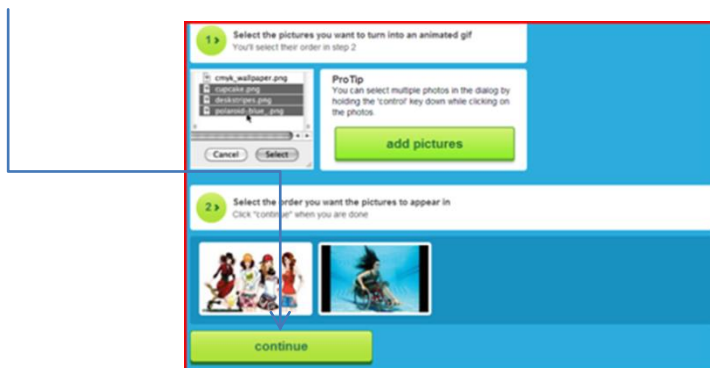 1 > Select the pictures you want to turn into an animated gif
You'll select their order in step 2
cmyk_wallpaper.png
cupcake.png
deskstripes.png
polaroid-blue_.png
Cancel Select
ProTip
You can select multiple photos in the dialog by
holding the 'control' key down while clicking on
the photos.
add pictures
2 > Select the order you want the pictures to appear in
Click "continue" when you are done
continue